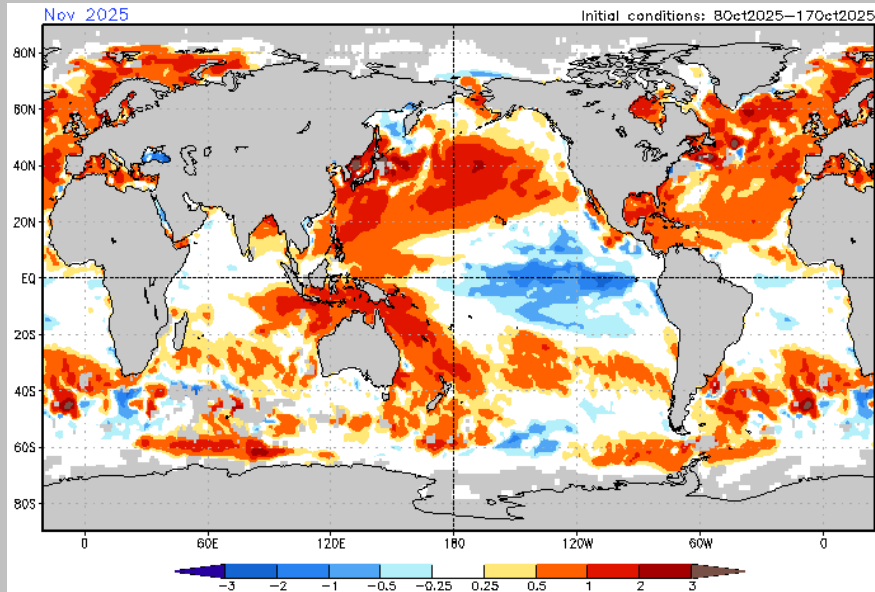 Nov 2025
Initial conditions: 8Oct2025–17Oct2025
80N
60N
40N
20N
EQ
20S
40S
60S
80S
0 60E 120E 180 120W 60W 0
-3 -2 -1 -0.5 -0.25 0.25 0.5 1 2 3